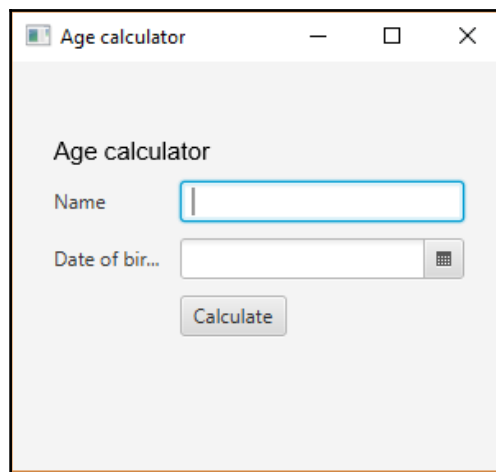 Age calculator
Age calculator
Name
Date of bir...
Calculate